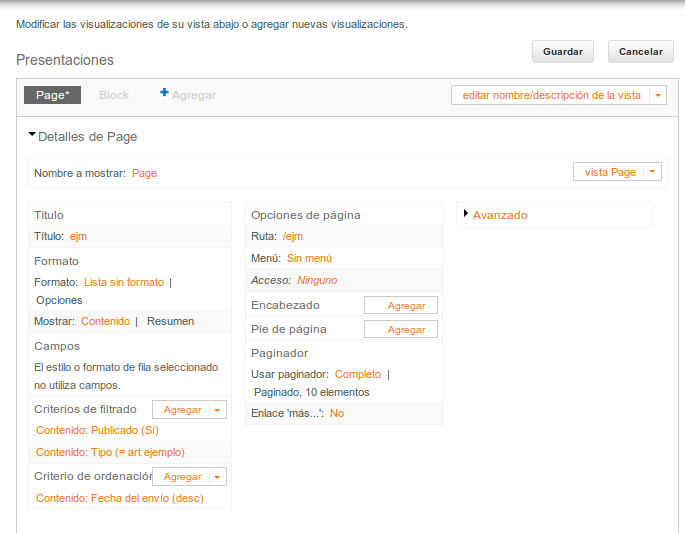 Modificar las visualizaciones de su vista abajo o agregar nuevas visualizaciones.
Guardar Cancelar
Presentaciones
Page* Block Agregar editar nombre/descripción de la vista
Detalles de Page
Nombre a mostrar: Page vista Page
Título
Título: ejm
Formato
Formato: Lista sin formato |
Opciones
Mostrar: Contenido | Resumen
Campos
El estilo o formato de fila seleccionado
no utiliza campos.
Criterios de filtrado Agregar
Contenido: Publicado (Sí)
Contenido: Tipo (= art ejemplo)
Criterio de ordenación Agregar
Contenido: Fecha del envío (desc)
Opciones de página
Ruta: /ejm
Menú: Sin menú
Acceso: Ninguno
Encabezado Agregar
Pie de página Agregar
Paginador
Usar paginador: Completo |
Paginado, 10 elementos
Enlace 'más...': No
Avanzado